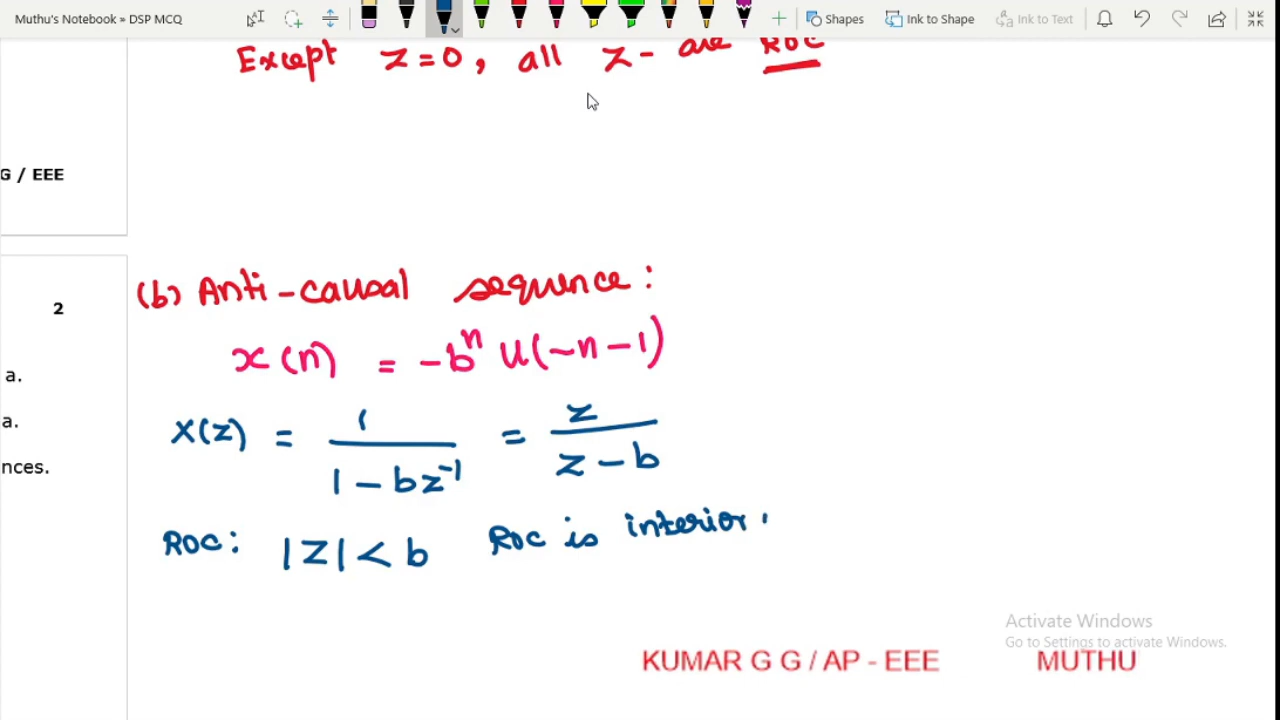 Muthu's Notebook » DSP MCQ
Shapes Ink to Shape Ink to Text
Except z = 0, all z - are ROC
G / EEE
2
a.
a.
nces.
(b) Anti-causal sequence:
x(n) = -bⁿ u(-n-1)
X(z) = 1 / (1 - bz⁻¹) = z / (z - b)
ROC: |z| < b ROC is interior
Activate Windows
Go to Settings to activate Windows.
KUMAR G G / AP - EEE MUTHU